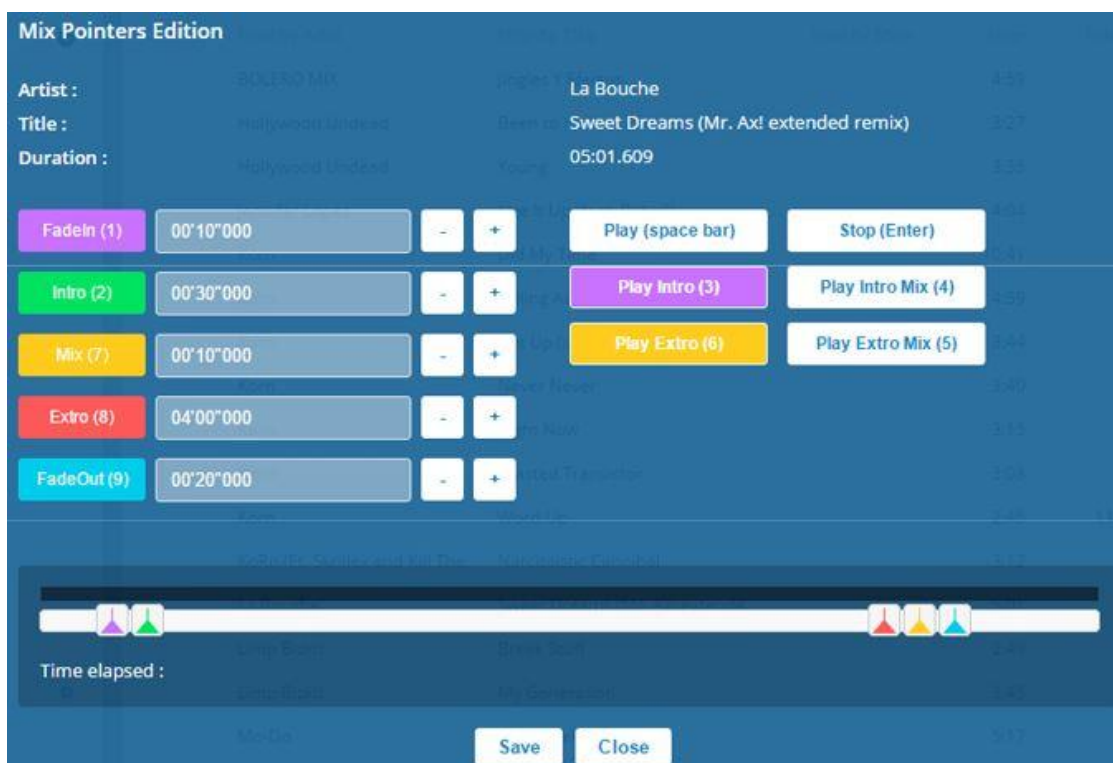 Mix Pointers Edition
Artist : La Bouche
Title : Sweet Dreams (Mr. Ax! extended remix)
Duration : 05:01.609
FadeIn (1) 00'10"000 - + Play (space bar) Stop (Enter)
Intro (2) 00'30"000 - + Play Intro (3) Play Intro Mix (4)
Mix (7) 00'10"000 - + Play Extro (6) Play Extro Mix (5)
Extro (8) 04'00"000 - +
FadeOut (9) 00'20"000 - +
Time elapsed :
Save Close